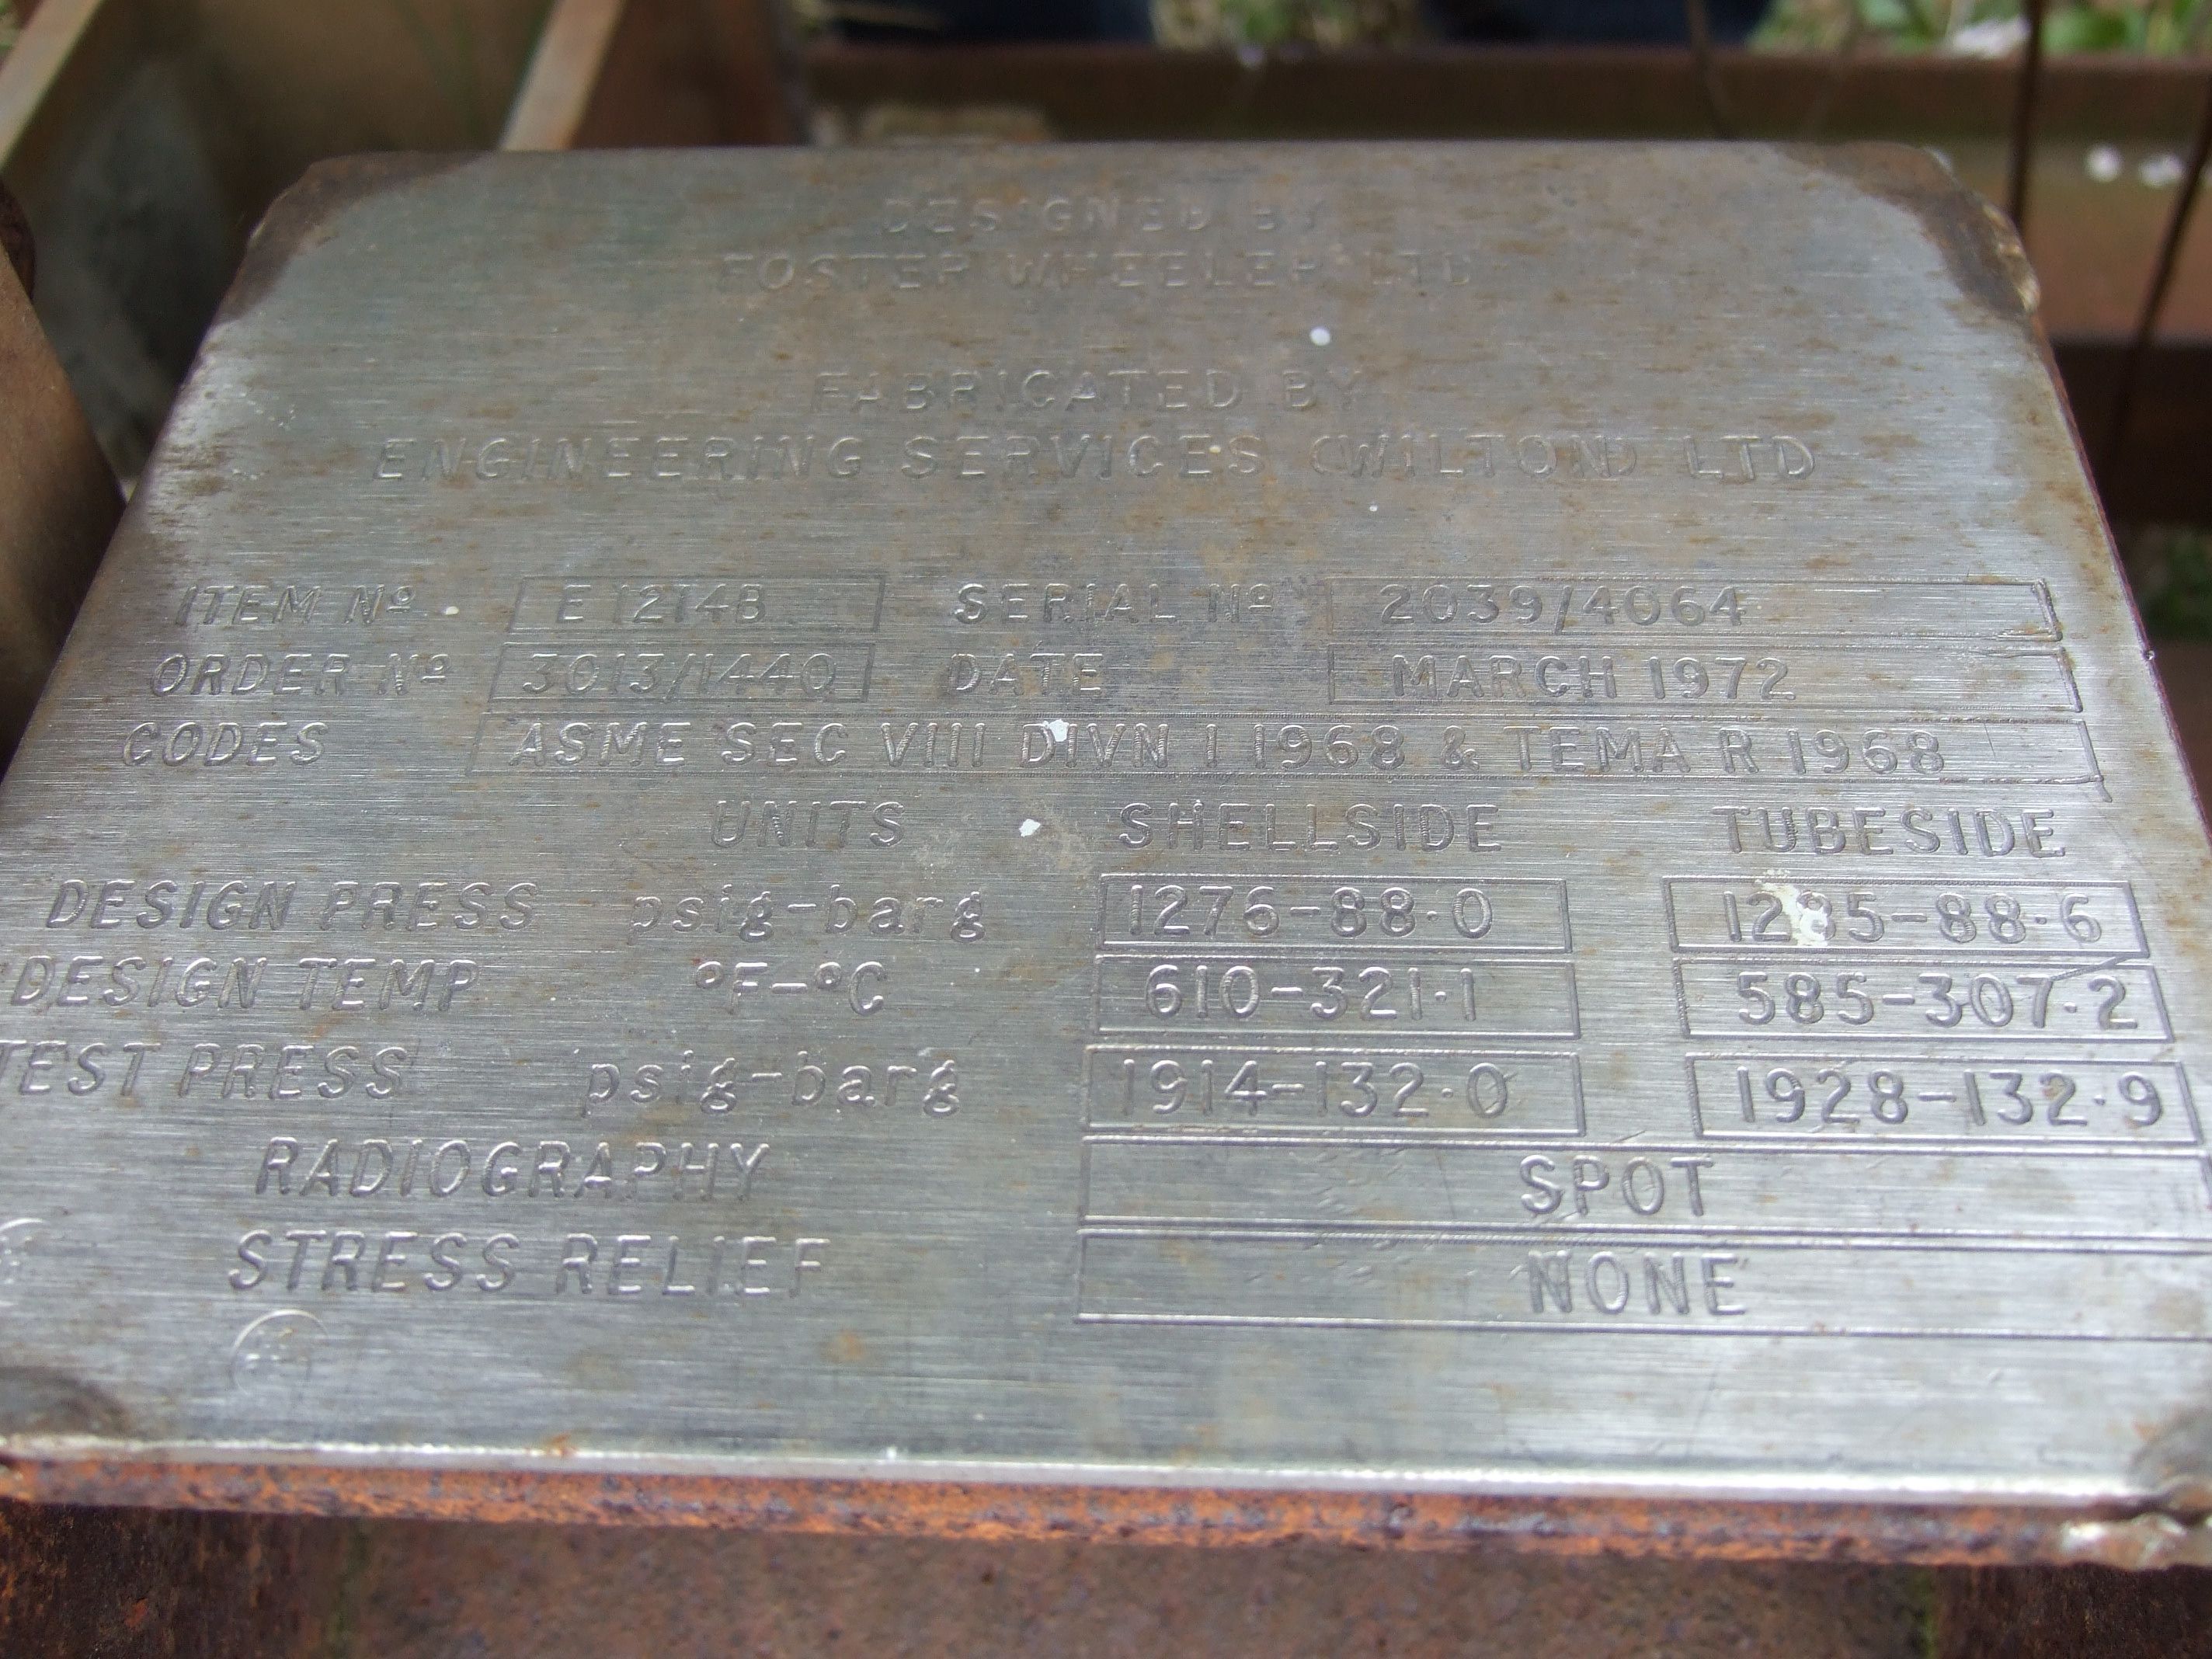 DESIGNED BY
FOSTER WHEELER LTD
FABRICATED BY
ENGINEERING SERVICES (WILTON) LTD
ITEM Nº E 1214B SERIAL Nº 2039/4064
ORDER Nº 3013/1440 DATE MARCH 1972
CODES ASME SEC VIII DIVN I 1968 & TEMA R 1968
UNITS SHELLSIDE TUBESIDE
DESIGN PRESS psig-barg 1276-88·0 1285-88·6
DESIGN TEMP ºF-ºC 610-321·1 585-307·2
TEST PRESS psig-barg 1914-132·0 1928-132·9
RADIOGRAPHY SPOT
STRESS RELIEF NONE